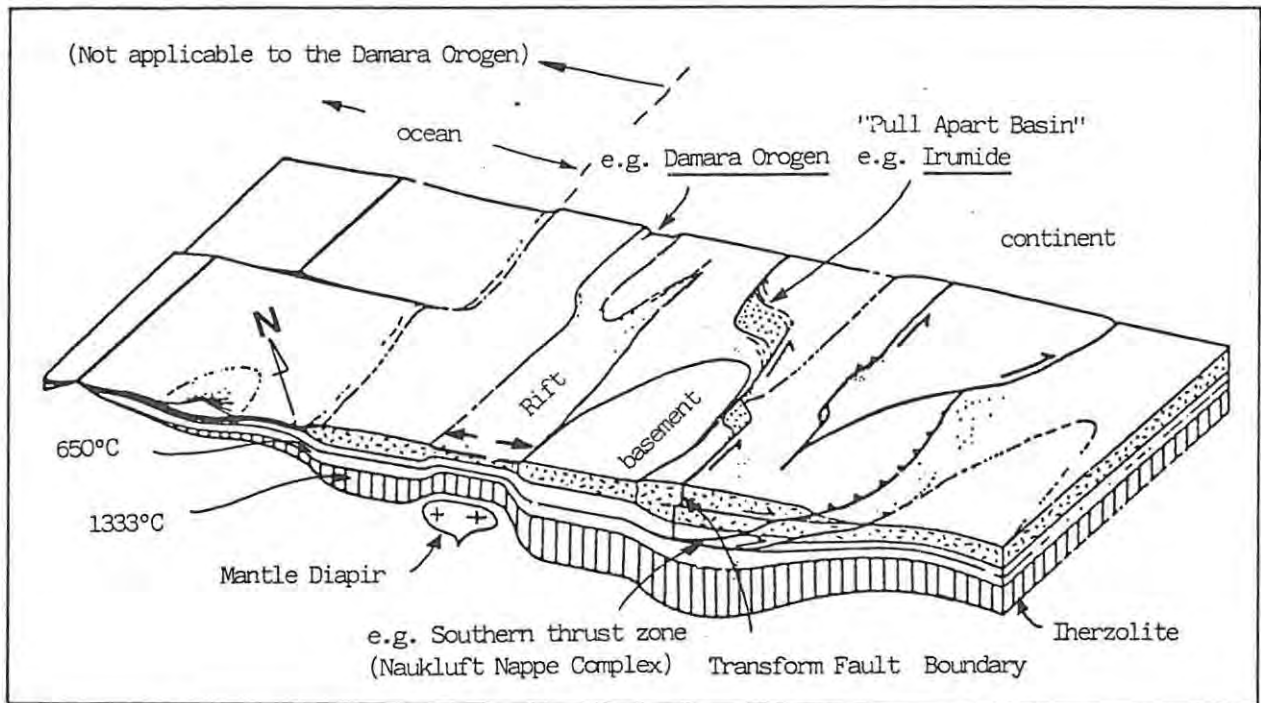 (Not applicable to the Damara Orogen)
ocean
"Pull Apart Basin"
e.g. Damara Orogen e.g. Irumide
continent
N
Rift
basement
650°C
1333°C
Mantle Diapir
e.g. Southern thrust zone
(Naukluft Nappe Complex) Transform Fault Boundary
Iherzolite